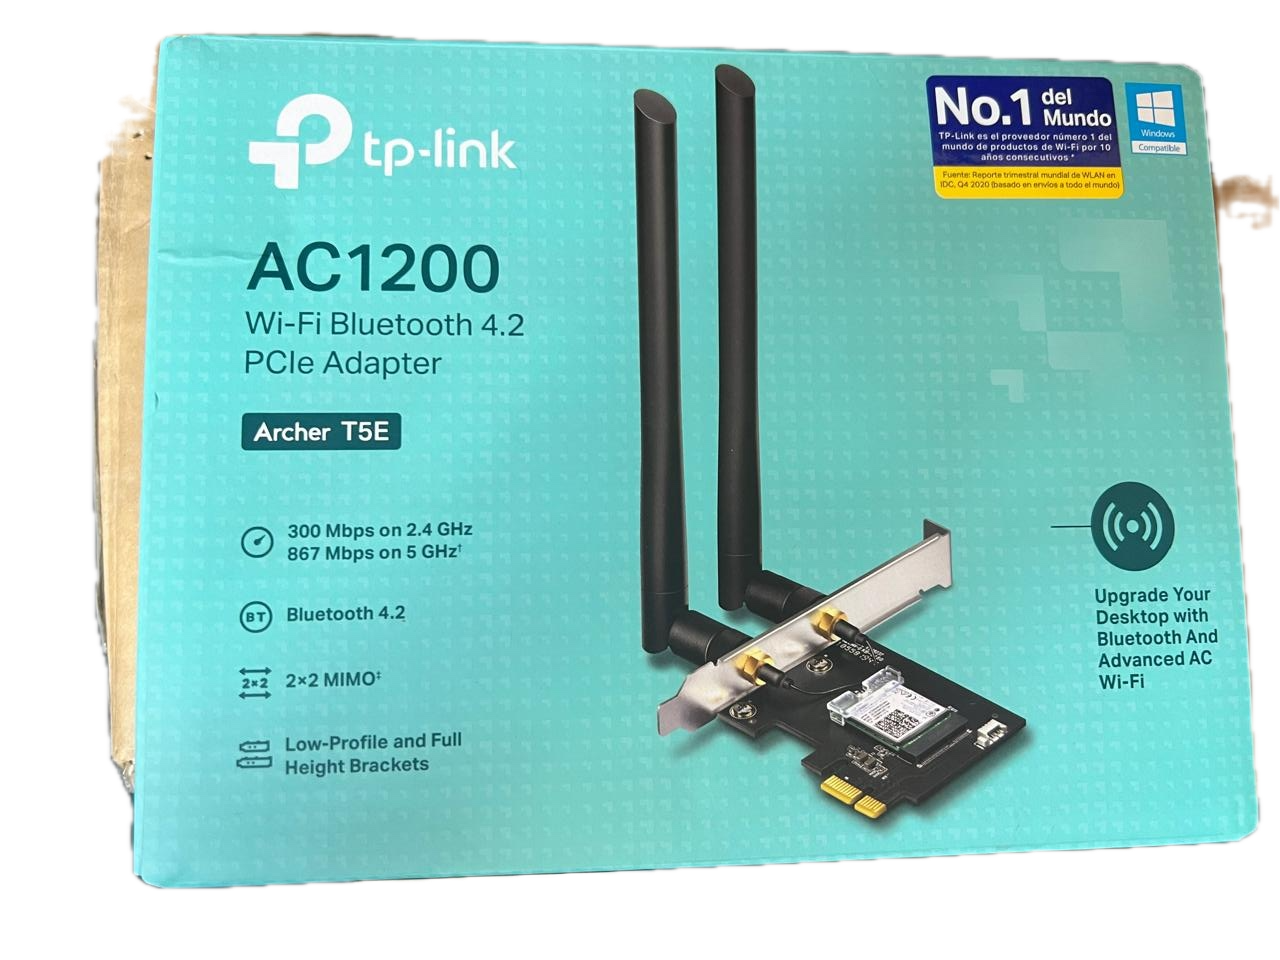 tp-link
No.1 del
Mundo
TP-Link es el proveedor número 1 del
mundo de productos de Wi-Fi por 10
años consecutivos *
Fuente: Reporte trimestral mundial de WLAN en
IDC, Q4 2020 (basado en envíos a todo el mundo)
Windows
Compatible
AC1200
Wi-Fi Bluetooth 4.2
PCIe Adapter
Archer T5E
300 Mbps on 2.4 GHz
867 Mbps on 5 GHz†
BT
Bluetooth 4.2
2×2
2×2 MIMO‡
Low-Profile and Full
Height Brackets
Upgrade Your
Desktop with
Bluetooth And
Advanced AC
Wi-Fi